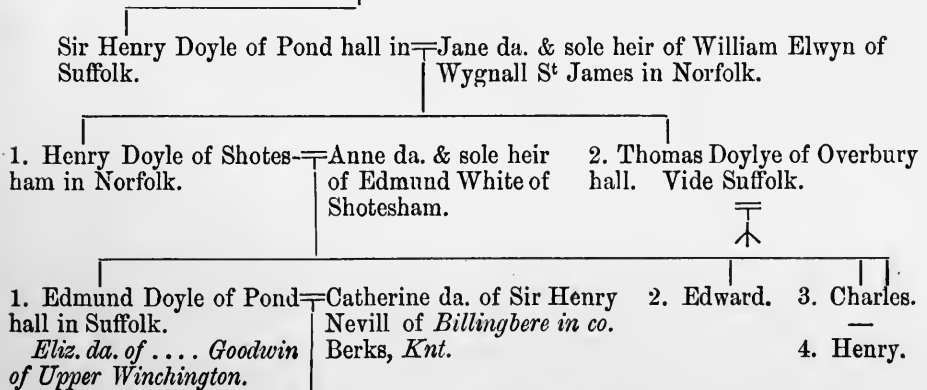 Sir Henry Doyle of Pond hall in
Suffolk.
Jane da. & sole heir of William Elwyn of
Wygnall St James in Norfolk.
1. Henry Doyle of Shotes-
ham in Norfolk.
Anne da. & sole heir
of Edmund White of
Shotesham.
2. Thomas Doylye of Overbury
hall. Vide Suffolk.
1. Edmund Doyle of Pond
hall in Suffolk.
Eliz. da. of .... Goodwin
of Upper Winchington.
Catherine da. of Sir Henry
Nevill of Billingbere in co.
Berks, Knt.
2. Edward.
3. Charles.
4. Henry.